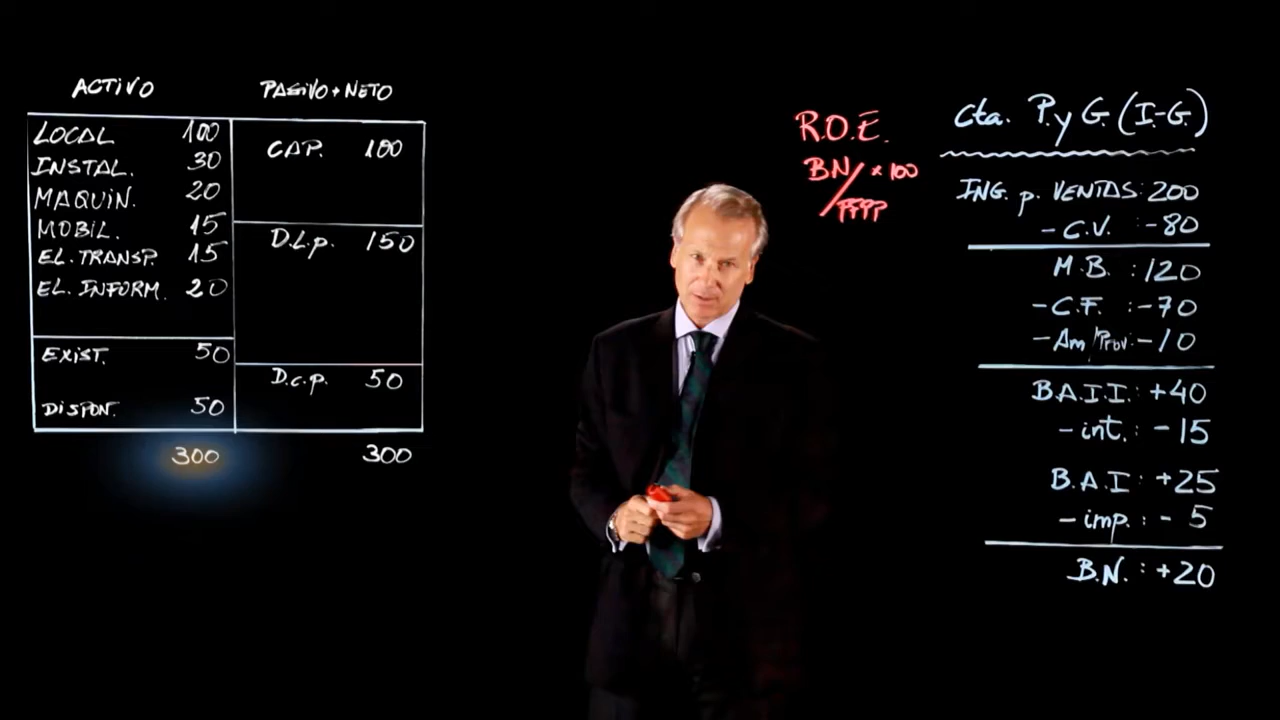 ACTIVO
LOCAL 100
INSTAL. 30
MAQUIN. 20
MOBIL. 15
EL. TRANSP. 15
EL. INFORM. 20
EXIST. 50
DISPON. 50
300
PASIVO + NETO
CAP. 100
D.L.p. 150
D.c.p. 50
300
R.O.E.
BN/ x 100
FFPP
Cta. P. y G. (I-G.)
ING. p. VENTAS: 200
- C.V. : -80
M.B. : 120
- C.F. : -70
- Am/Prov: -10
B.A.I.I.: +40
- int. : -15
B.A.I : +25
- imp. : - 5
B.N. : +20